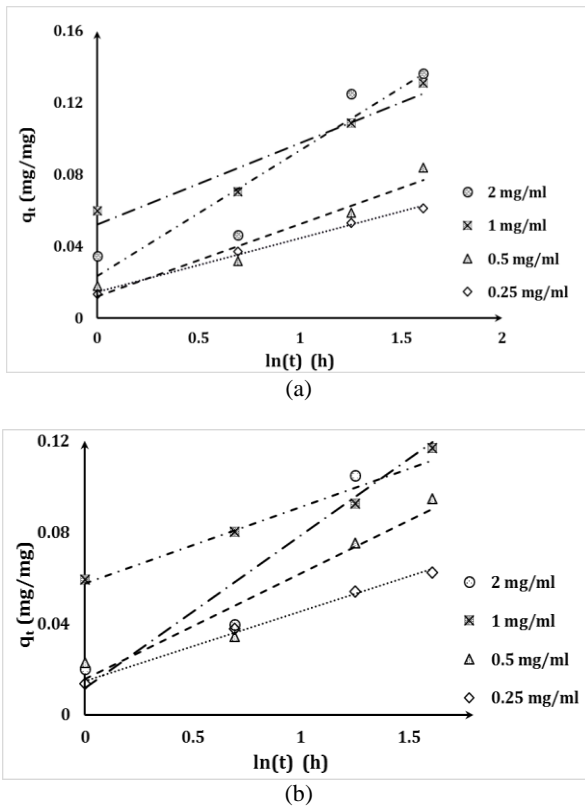 0.16
0.12
0.08
0.04
0
qt (mg/mg)
0 0.5 1 1.5 2
ln(t) (h)
2 mg/ml
1 mg/ml
0.5 mg/ml
0.25 mg/ml
(a)
0.12
0.08
0.04
0
qt (mg/mg)
0 0.5 1 1.5
ln(t) (h)
2 mg/ml
1 mg/ml
0.5 mg/ml
0.25 mg/ml
(b)